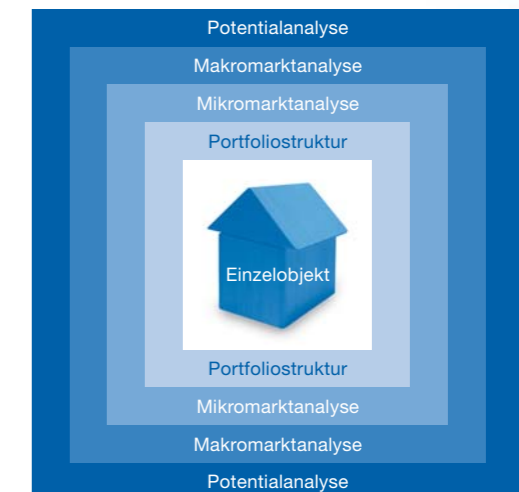 Potentialanalyse
Makromarktanalyse
Mikromarktanalyse
Portfoliostruktur
Einzelobjekt
Portfoliostruktur
Mikromarktanalyse
Makromarktanalyse
Potentialanalyse